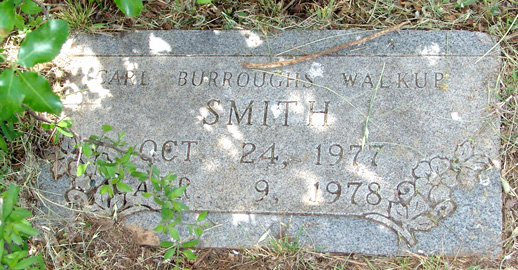 CARL BURROUGHS WALKUP
SMITH
OCT 24, 1977
9, 1978